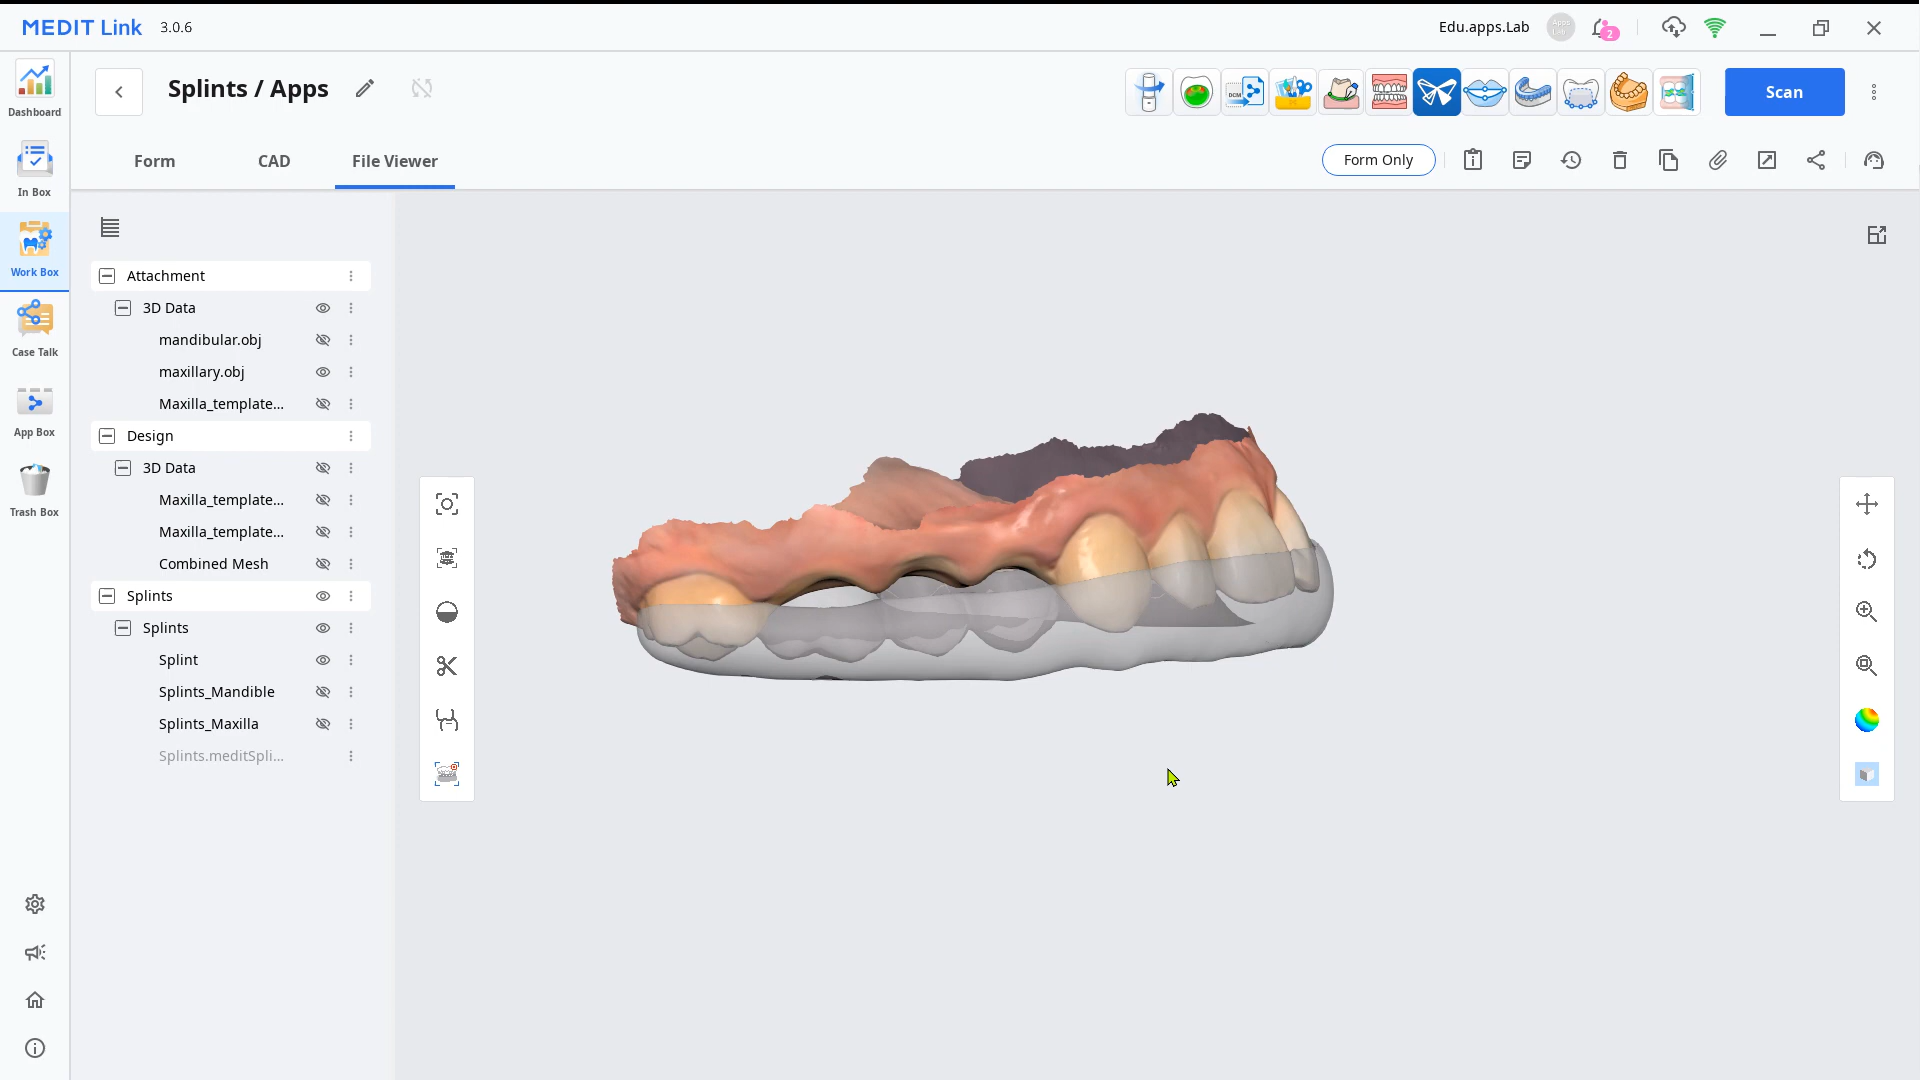 MEDIT Link 3.0.6
Edu.apps.Lab
2
Dashboard
In Box
Work Box
Case Talk
App Box
Trash Box
Splints / Apps
DCM
Scan
Form
CAD
File Viewer
Form Only
Attachment
3D Data
mandibular.obj
maxillary.obj
Maxilla_template...
Design
3D Data
Maxilla_template...
Maxilla_template...
Combined Mesh
Splints
Splints
Splint
Splints_Mandible
Splints_Maxilla
Splints.meditSpli...